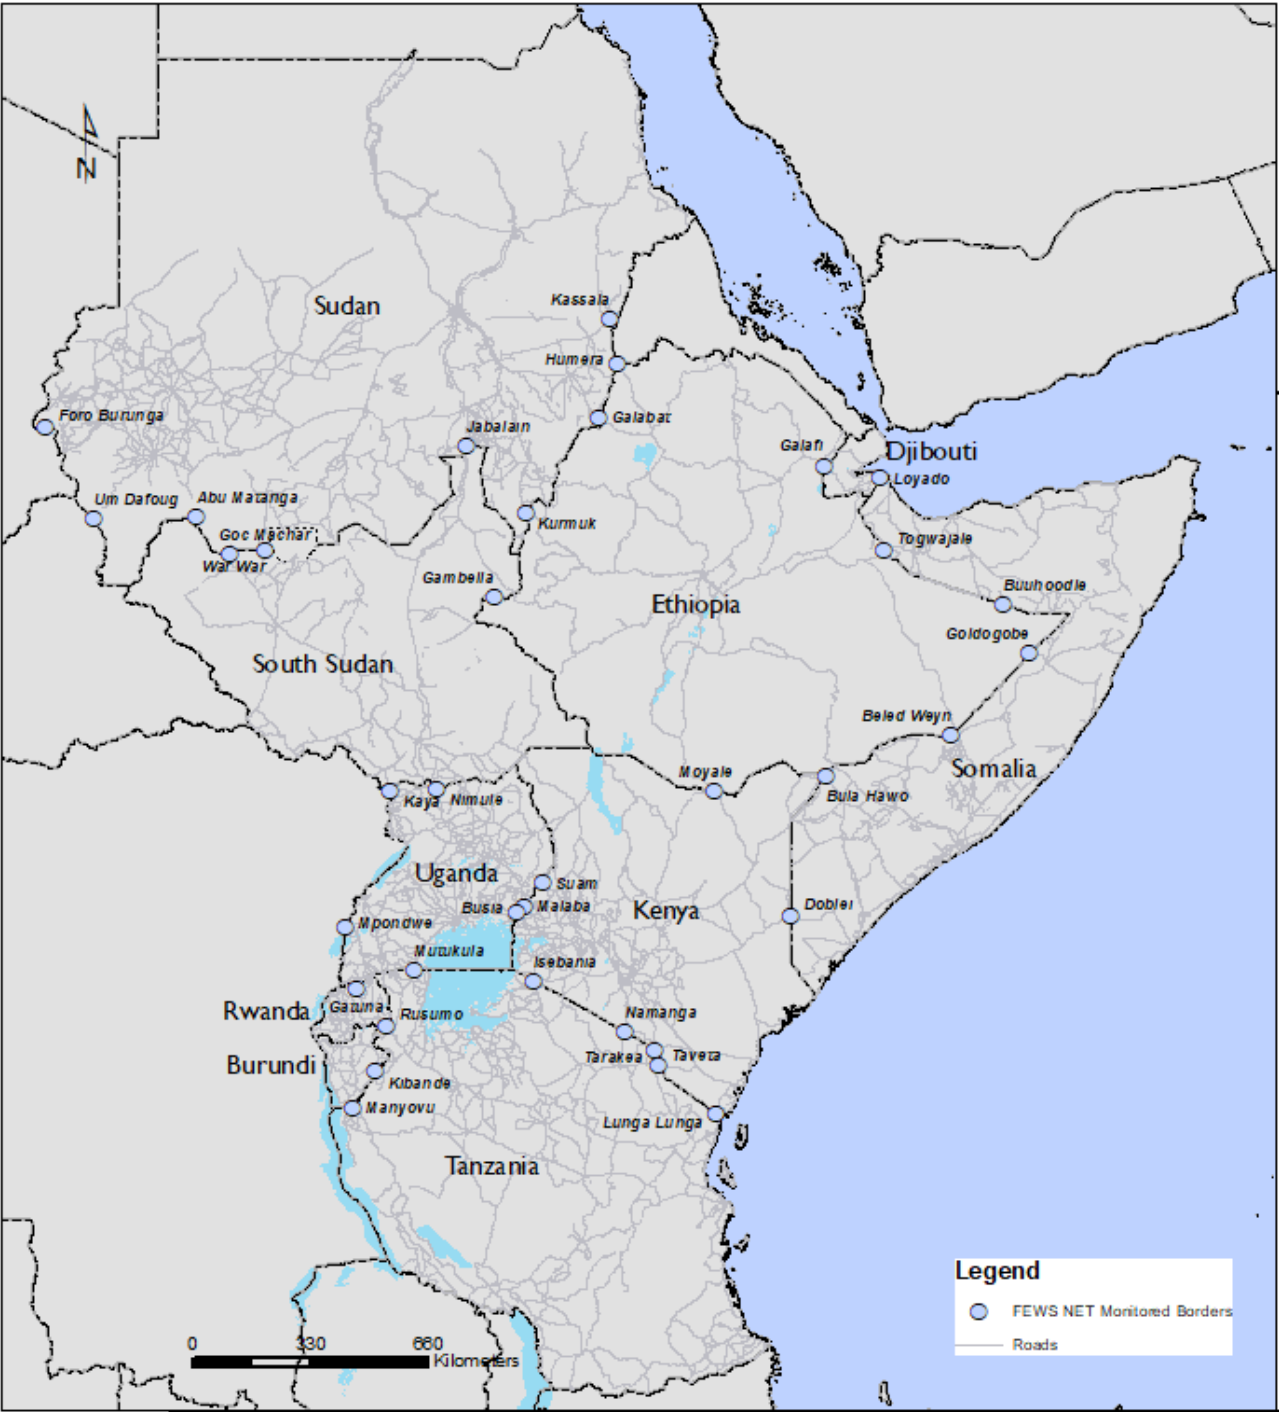 N
Sudan
Kassala
Humera
Foro Burunga
Galabat
Jabalain
Galafi
Djibouti
Loyado
Um Dafoug
Abu Matanga
Goc Machar
War War
Kurmuk
Togwajale
Gambella
Ethiopia
Buuhoodle
Goldogobe
South Sudan
Beled Weyn
Somalia
Moyale
Bula Hawo
Kaya
Nimule
Uganda
Suam
Busia
Malaba
Kenya
Doblei
Mpondwe
Mutukula
Isebania
Rwanda
Gatuna
Rusumo
Namanga
Tarakea
Taveta
Burundi
Kibande
Manyovu
Lunga Lunga
Tanzania
Legend
FEWS NET Monitored Borders
Roads
0 330 660
Kilometers